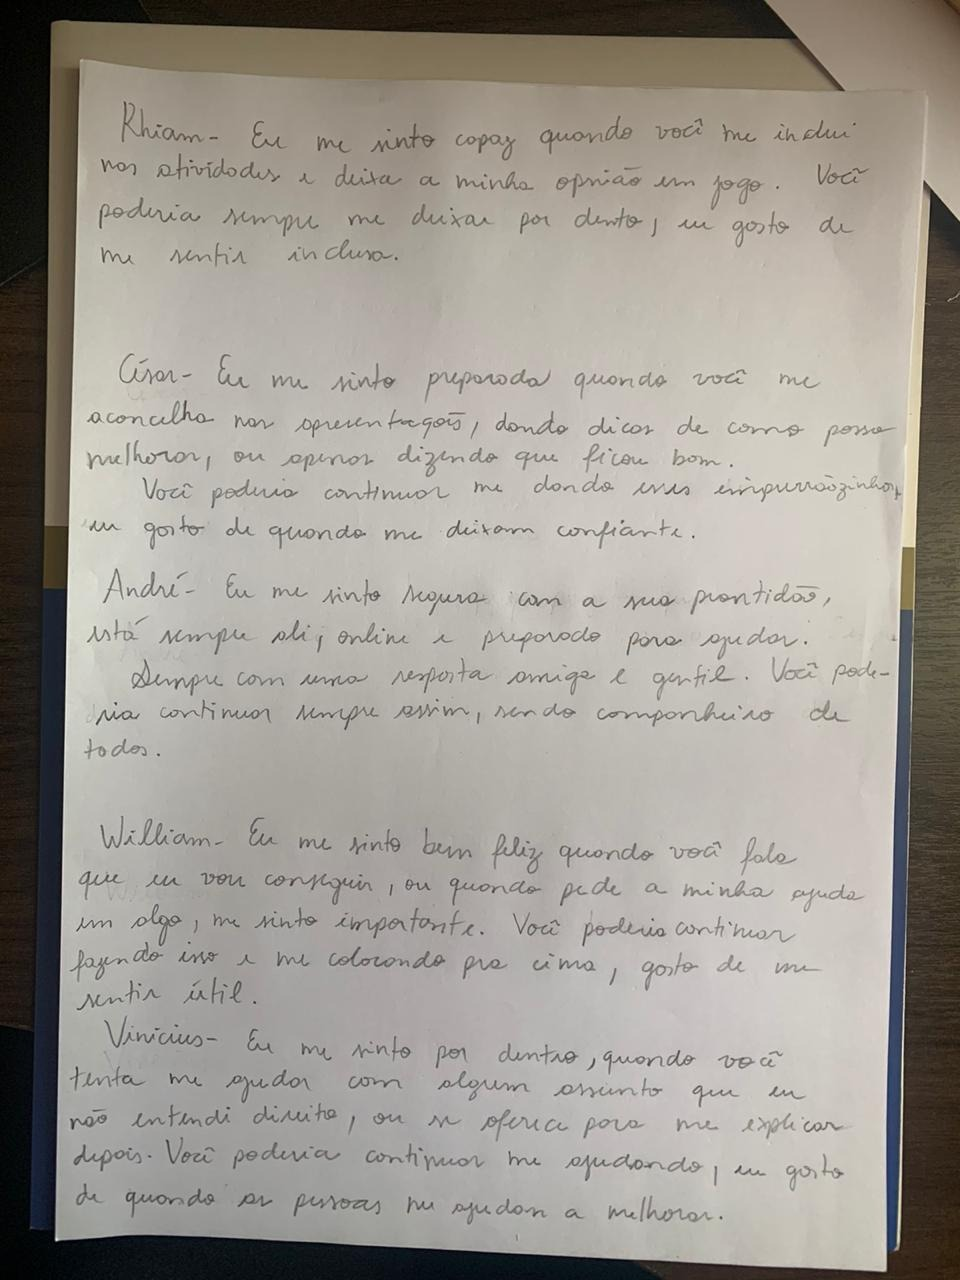 Rhiam- Eu me sinto capaz quando você me inclui
nas atividades e deixa a minha opnião em jogo. Você
poderia sempre me deixar por dento, eu gosto de
me sentir inclusa.
César- Eu me sinto preparada quando você me
aconcelha nas apresentações, dando dicas de como posso
melhorar, ou apenas dizendo que ficou bom.
Você poderia continuar me dando esses empurrãozinhos,
eu gosto de quando me deixam confiante.
André- Eu me sinto segura com a sua prontidão,
está sempre ali, online e preparado para ajudar.
Sempre com uma resposta amiga e gentil. Você pode-
ria continuar sempre assim, sendo companheiro de
todos.
William- Eu me sinto bem feliz quando você fala
que eu vou conseguir, ou quando pede a minha ajuda
em algo, me sinto importante. Você poderia continuar
fazendo isso e me colocando pra cima, gosto de me
sentir útil.
Vinicius- Eu me sinto por dentro, quando você
tenta me ajudar com algum assunto que eu
não entendi direito, ou se oferece para me explicar
depois. Você poderia continuar me ajudando, eu gosto
de quando as pessoas me ajudam a melhorar.